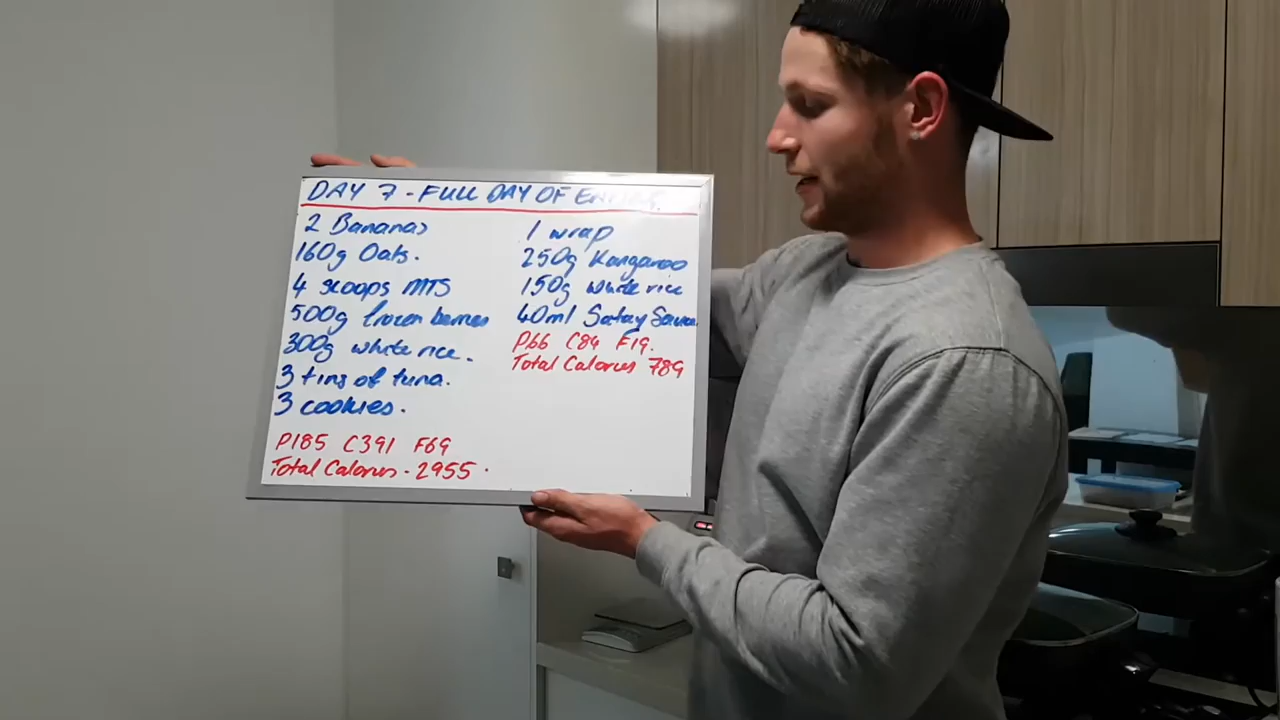 DAY 7 - FULL DAY OF EATING.
2 Bananas
160g Oats.
4 scoops MTS
500g frozen berries
300g white rice.
3 tins of tuna.
3 cookies.
P185 C391 F69
Total Calories - 2955.
1 wrap
250g Kangaroo
150g white rice
40ml Satay Sauce
P66 C84 F19.
Total Calories 789